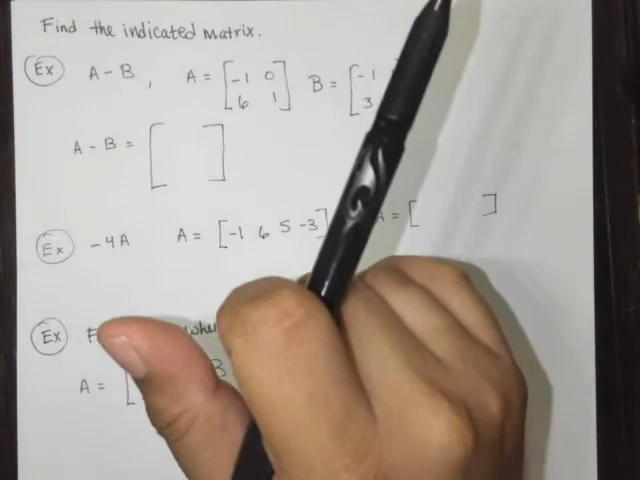 Find the indicated matrix.
Ex A - B , A = [-1 0 B = [-1
6 1] 3
A - B = [ ]
Ex -4A A = [-1 6 5 -3] A = [ ]
Ex
A = [